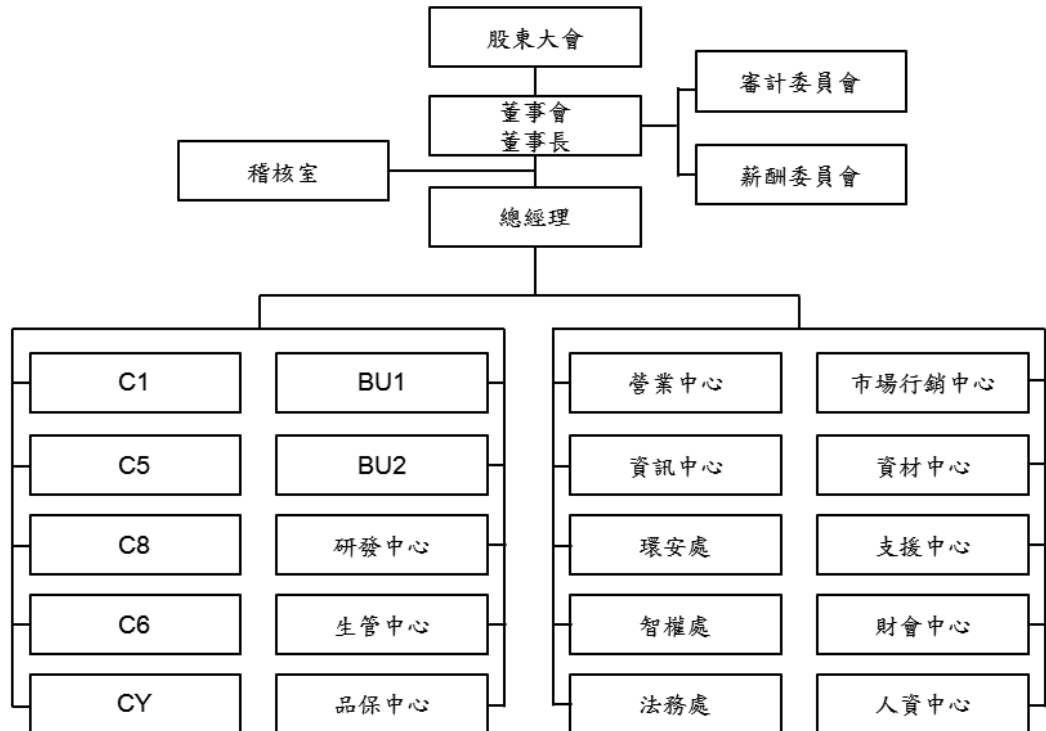 股東大會
董事會
董事長
審計委員會
薪酬委員會
稽核室
總經理
C1
BU1
營業中心
市場行銷中心
C5
BU2
資訊中心
資材中心
C8
研發中心
環安處
支援中心
C6
生管中心
智權處
財會中心
CY
品保中心
法務處
人資中心